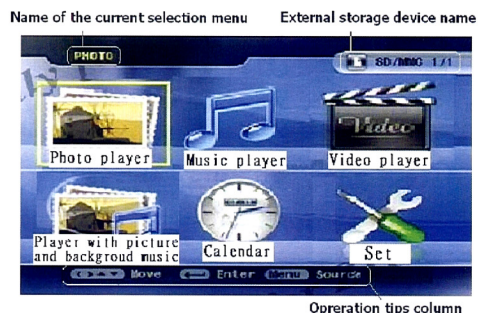 Name of the current selection menu
External storage device name
PHOTO
SD/MMC 1/1
Photo player
Music player
Video
Video player
Player with picture
and backgroud music
Calendar
Set
Move Enter Menu Source
Opreration tips column